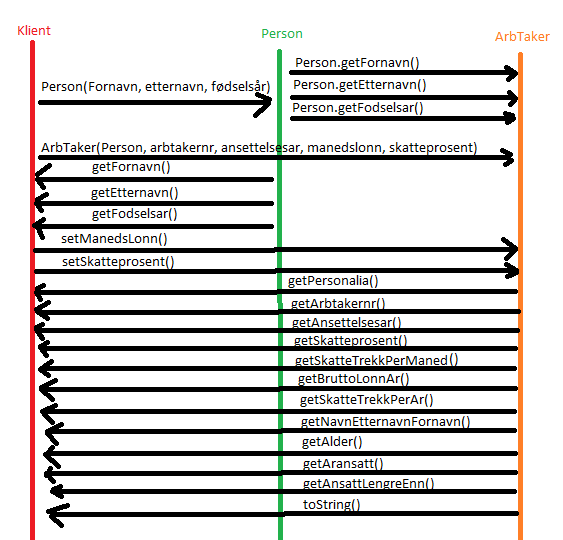 Klient
Person
ArbTaker
Person.getFornavn()
Person(Fornavn, etternavn, fødselsår)
Person.getEtternavn()
Person.getFodselsar()
ArbTaker(Person, arbtakernr, ansettelsesar, manedslonn, skatteprosent)
getFornavn()
getEtternavn()
getFodselsar()
setManedsLonn()
setSkatteprosent()
getPersonalia()
getArbtakernr()
getAnsettelsesar()
getSkatteprosent()
getSkatteTrekkPerManed()
getBruttoLonnAr()
getSkatteTrekkPerAr()
getNavnEtternavnFornavn()
getAlder()
getAransatt()
getAnsattLengreEnn()
toString()